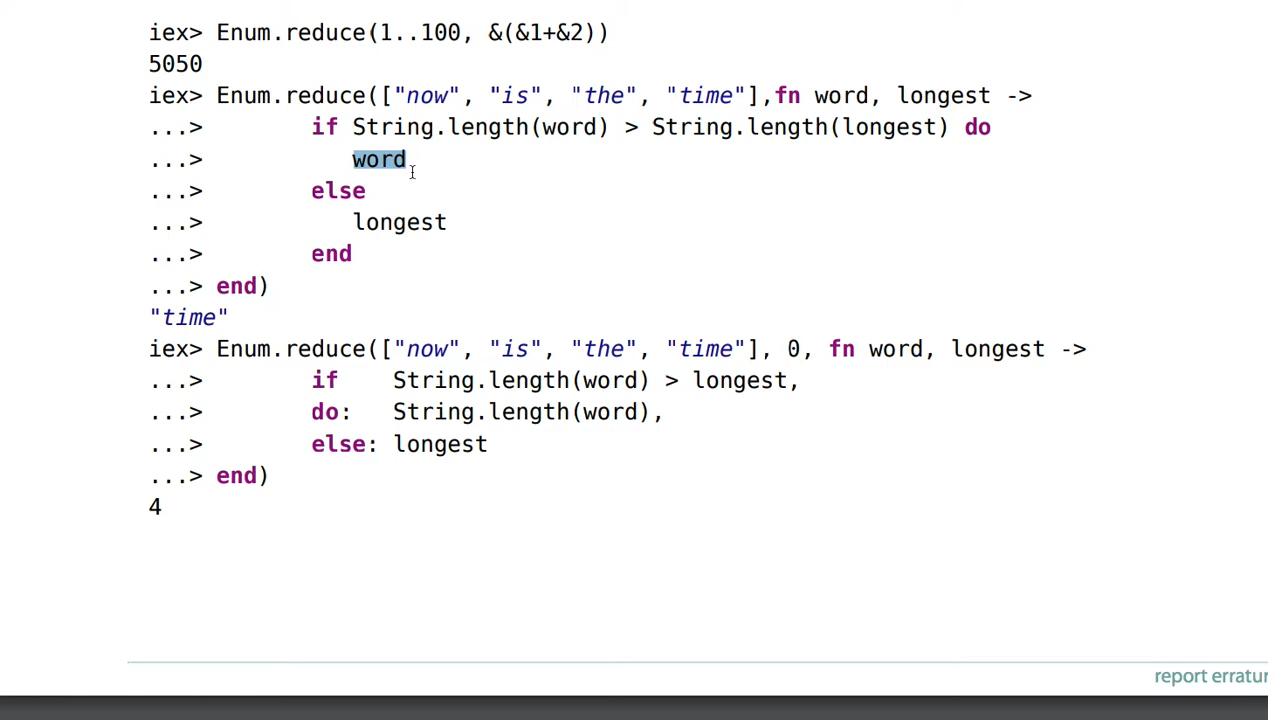 iex> Enum.reduce(1..100, &(&1+&2))
5050
iex> Enum.reduce(["now", "is", "the", "time"],fn word, longest ->
...> if String.length(word) > String.length(longest) do
...> word
...> else
...> longest
...> end
...> end)
"time"
iex> Enum.reduce(["now", "is", "the", "time"], 0, fn word, longest ->
...> if String.length(word) > longest,
...> do: String.length(word),
...> else: longest
...> end)
4
report erratur